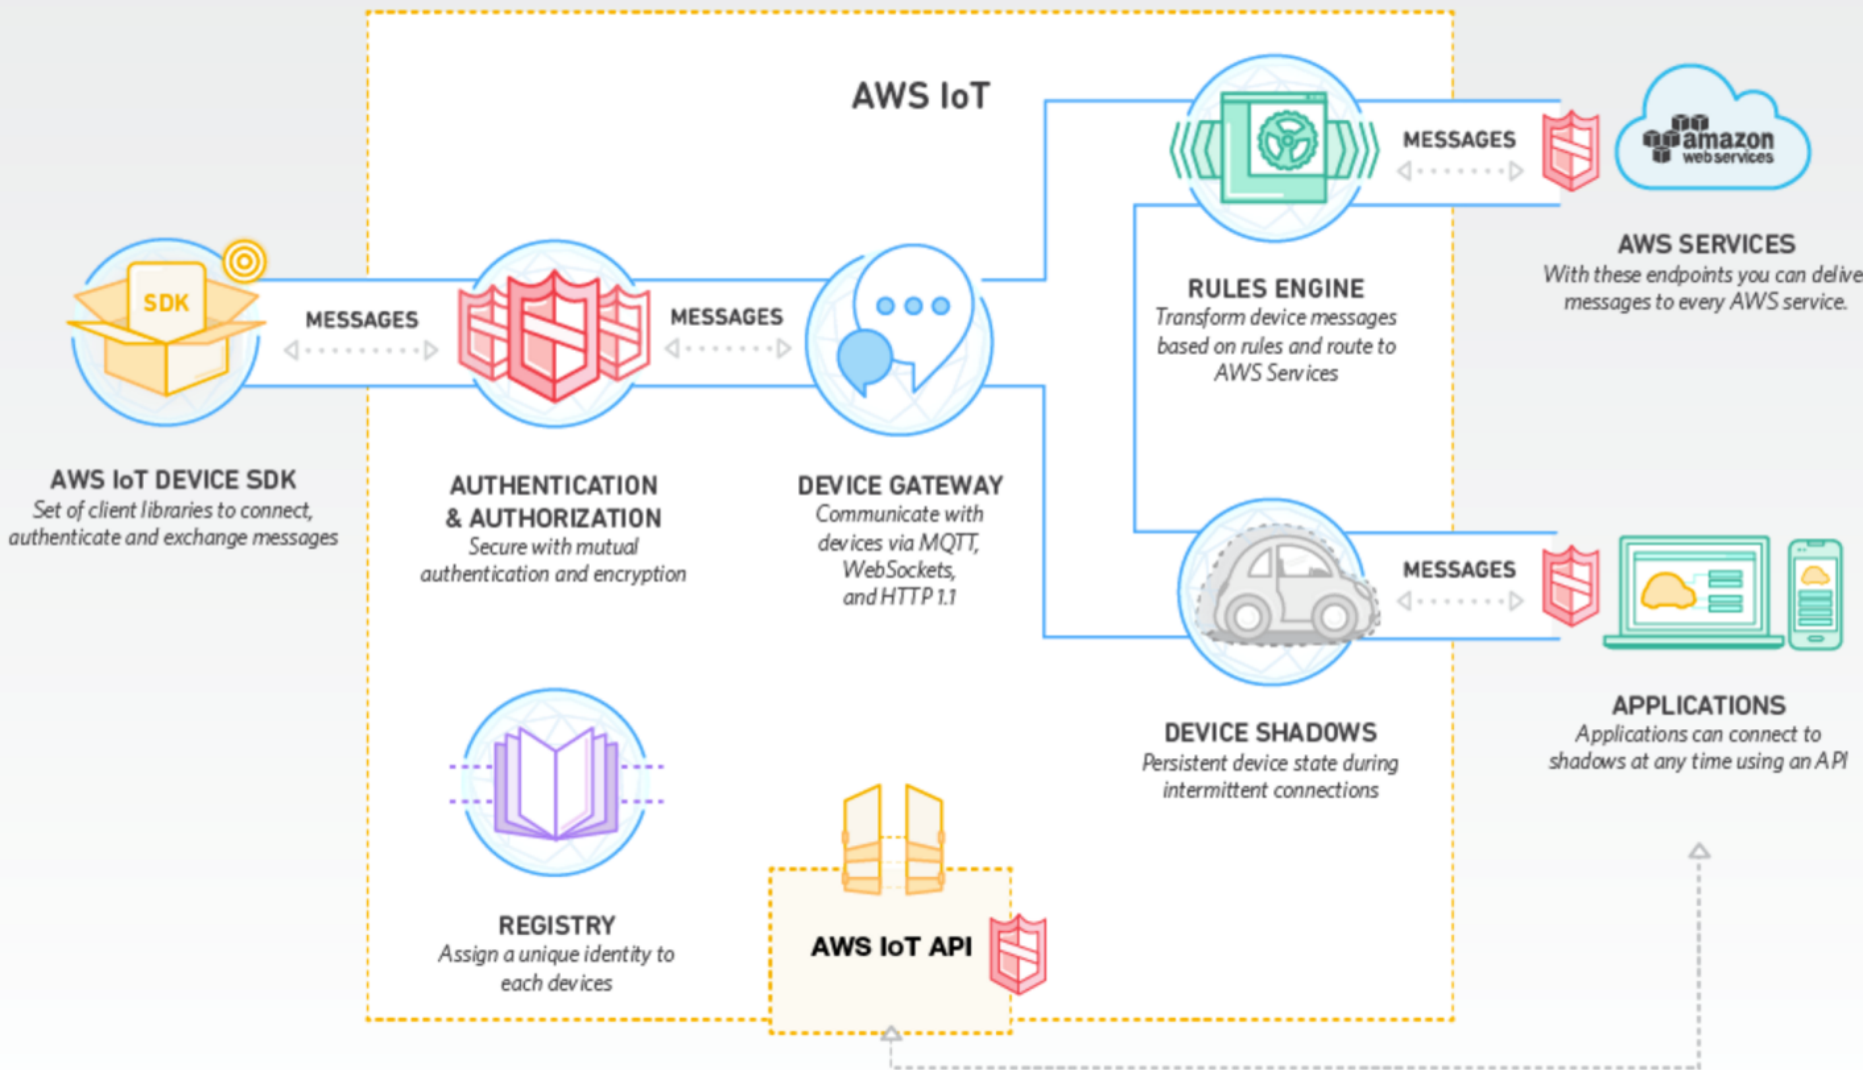 AWS IoT
SDK
MESSAGES
MESSAGES
MESSAGES
amazon
webservices
AWS SERVICES
With these endpoints you can delive
messages to every AWS service.
RULES ENGINE
Transform device messages
based on rules and route to
AWS Services
AWS IoT DEVICE SDK
Set of client libraries to connect,
authenticate and exchange messages
AUTHENTICATION
& AUTHORIZATION
Secure with mutual
authentication and encryption
DEVICE GATEWAY
Communicate with
devices via MQTT,
WebSockets,
and HTTP 1.1
MESSAGES
DEVICE SHADOWS
Persistent device state during
intermittent connections
APPLICATIONS
Applications can connect to
shadows at any time using an API
REGISTRY
Assign a unique identity to
each devices
AWS IoT API